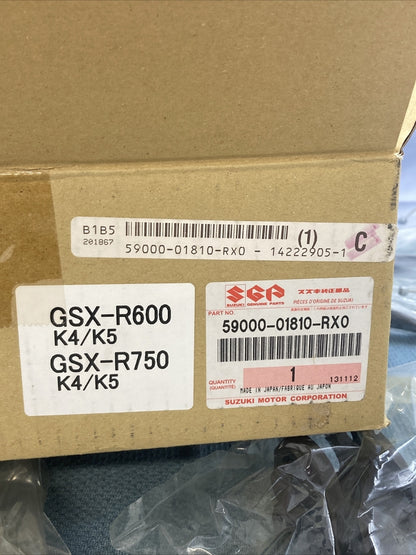 B1B5
201867
(1)
C
59000-01810-RX0 - 14222905-1
GSX-R600
K4/K5
GSX-R750
K4/K5
SGP
SUZUKI GENUINE PARTS
スズキ純正部品
PIÈCES D'ORIGINE DE SUZUKI
PART NO.
59000-01810-RX0
QUANTITY
(QUANTITÉ)
1
131112
MADE IN JAPAN/FABRIQUÉ AU JAPON
SUZUKI MOTOR CORPORATION